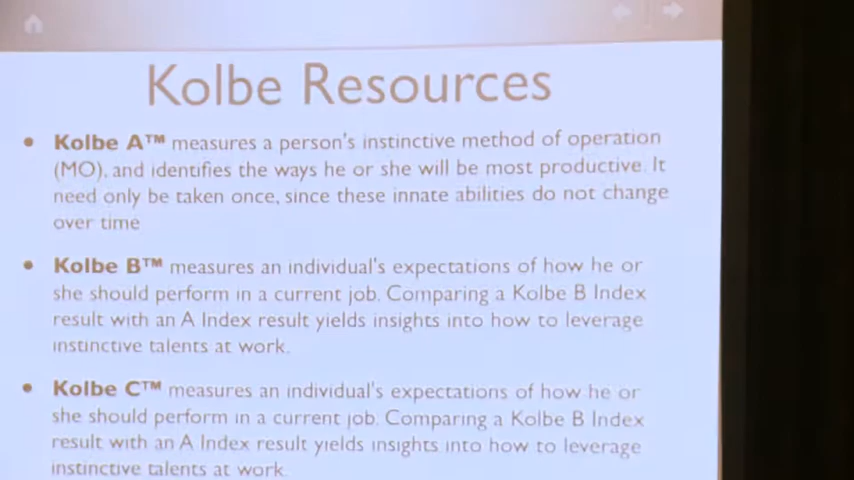 Kolbe Resources
• Kolbe A™ measures a person's instinctive method of operation
(MO), and identifies the ways he or she will be most productive. It
need only be taken once, since these innate abilities do not change
over time
• Kolbe B™ measures an individual's expectations of how he or
she should perform in a current job. Comparing a Kolbe B Index
result with an A Index result yields insights into how to leverage
instinctive talents at work.
• Kolbe C™ measures an individual's expectations of how he or
she should perform in a current job. Comparing a Kolbe B Index
result with an A Index result yields insights into how to leverage
instinctive talents at work.